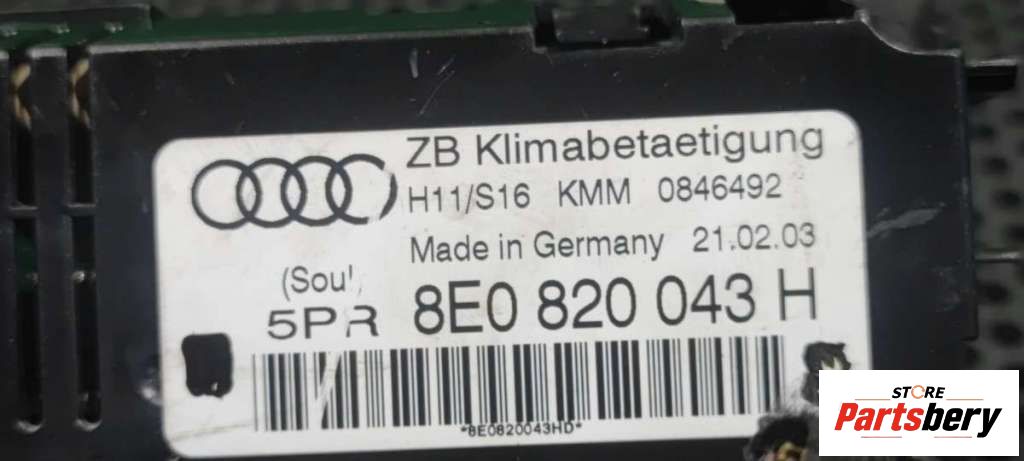 ZB Klimabetaetigung
H11/S16 KMM 0846492
Made in Germany 21.02.03
(Soul
5PR 8E0 820 043 H
*8E0820043HD*
STORE
Partsbery